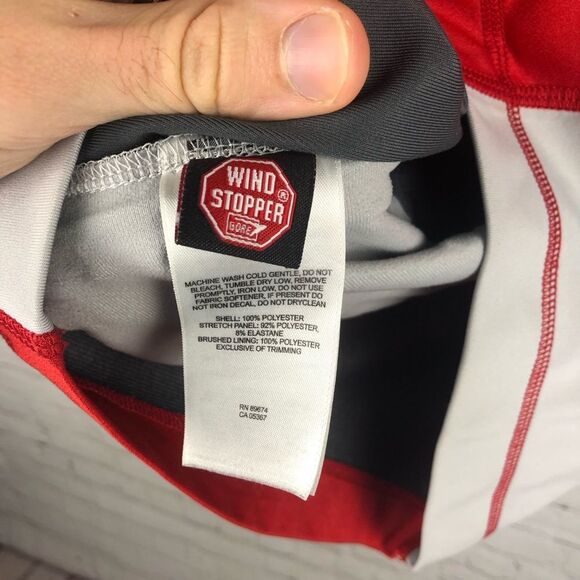 WIND
STOPPER
®
GORE
MACHINE WASH COLD GENTLE, DO NOT
BLEACH, TUMBLE DRY LOW, REMOVE
PROMPTLY, IRON LOW, DO NOT USE
FABRIC SOFTENER, IF PRESENT DO
NOT IRON DECAL, DO NOT DRYCLEAN
SHELL: 100% POLYESTER
STRETCH PANEL: 92% POLYESTER,
8% ELASTANE
BRUSHED LINING: 100% POLYESTER
EXCLUSIVE OF TRIMMING
RN 89674
CA 05367